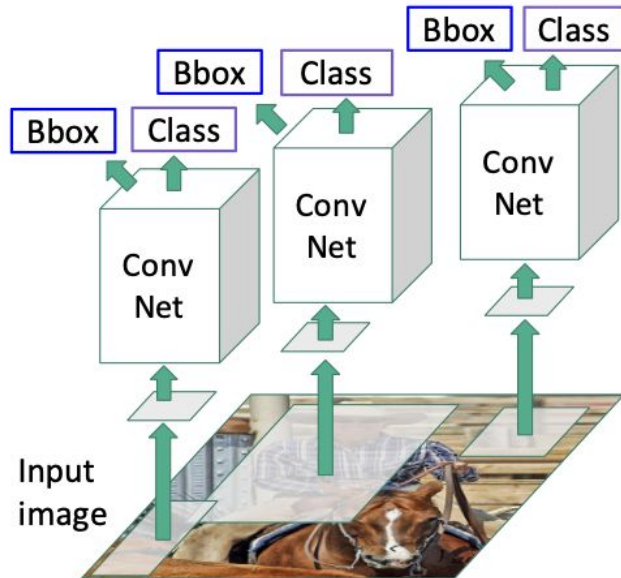 Bbox
Class
Bbox
Class
Bbox
Class
Conv
Net
Conv
Net
Conv
Net
Input
image